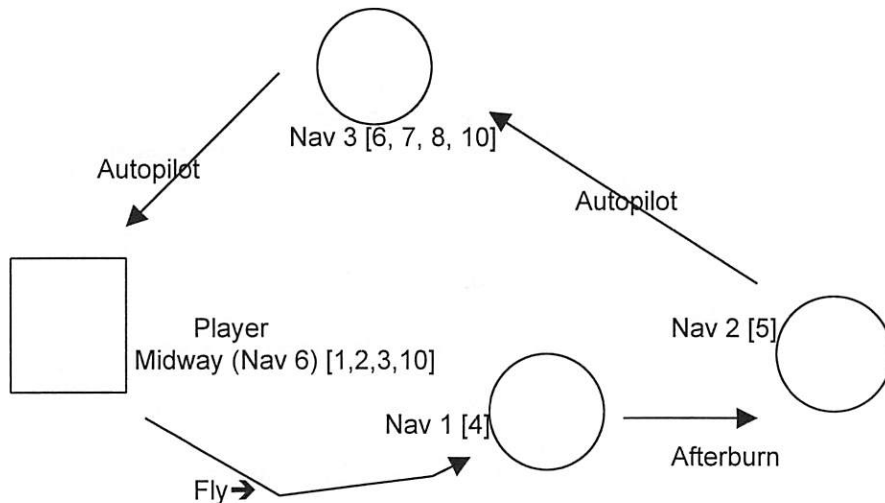 Nav 3 [6, 7, 8, 10]
Autopilot
Autopilot
Player
Midway (Nav 6) [1,2,3,10]
Nav 2 [5]
Nav 1 [4]
Afterburn
Fly➔